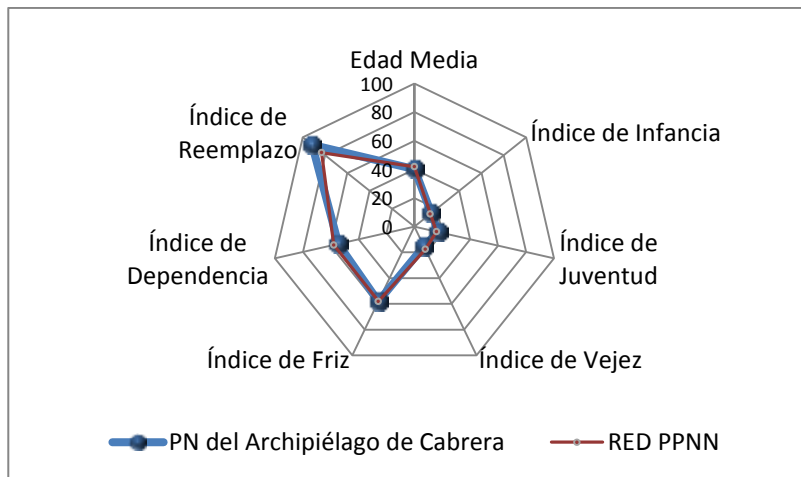 Edad Media
100
80
60
40
20
0
Índice de Infancia
Índice de
Juventud
Índice de Vejez
Índice de Friz
Índice de
Dependencia
Índice de
Reemplazo
PN del Archipiélago de Cabrera
RED PPNN